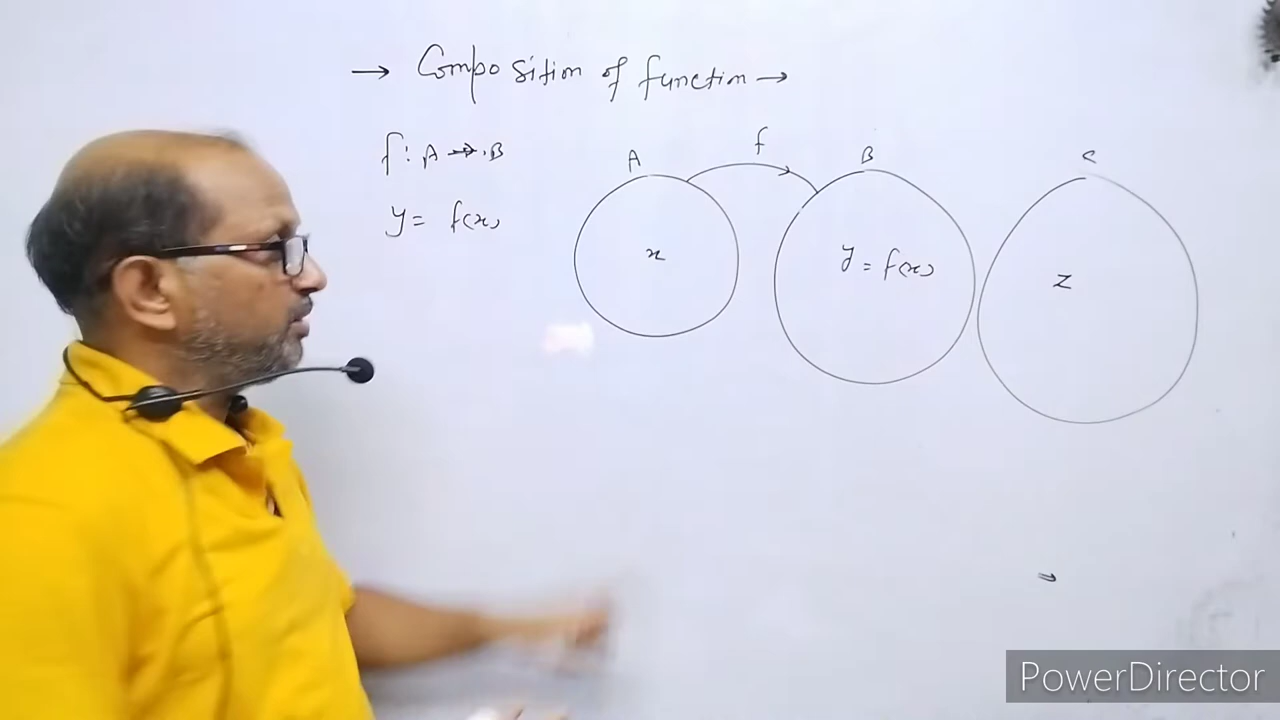 → Composition of function →
f: A → B
y = f(x)
A f B C
x y = f(x) z
PowerDirector